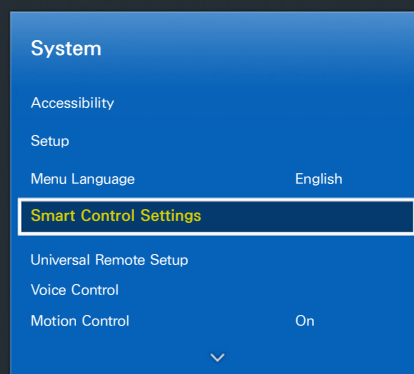 System
Accessibility
Setup
Menu Language English
Smart Control Settings
Universal Remote Setup
Voice Control
Motion Control On